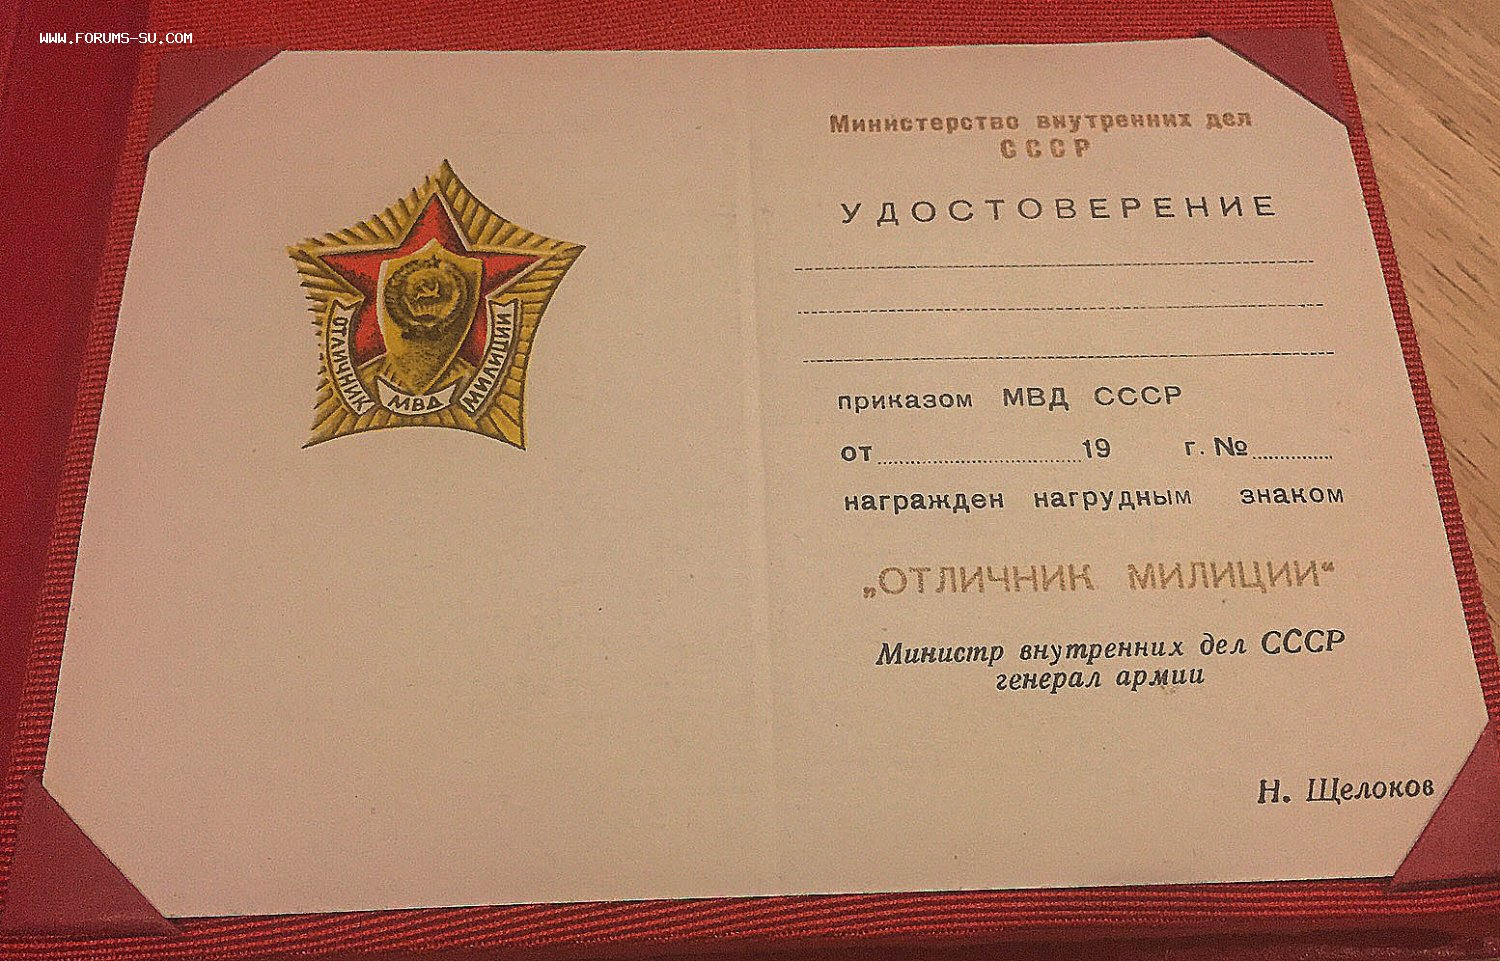 WWW.FORUMS-SU.COM
ОТЛИЧНИК
МВД
МИЛИЦИИ
Министерство внутренних дел
СССР
УДОСТОВЕРЕНИЕ
приказом МВД СССР
от 19 г. №
награжден нагрудным знаком
„ОТЛИЧНИК МИЛИЦИИ“
Министр внутренних дел СССР
генерал армии
Н. Щелоков